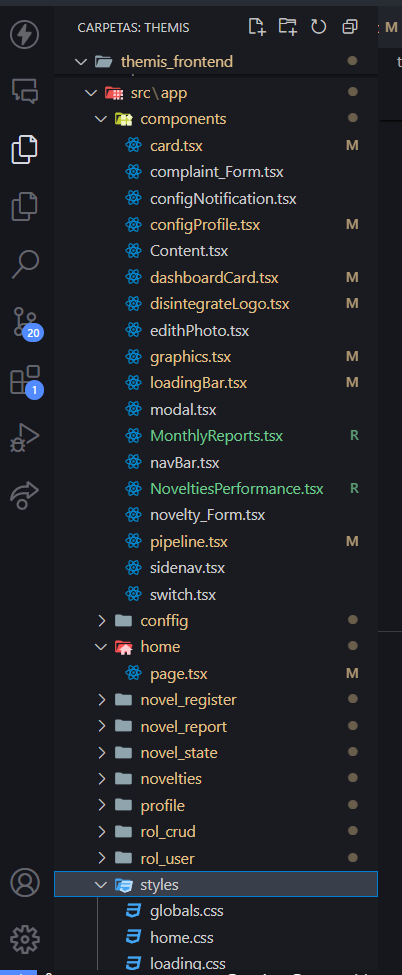 CARPETAS: THEMIS
M
themis_frontend
src\app
components
card.tsx M
complaint_Form.tsx
configNotification.tsx
configProfile.tsx M
Content.tsx
dashboardCard.tsx M
disintegrateLogo.tsx M
edithPhoto.tsx
20
graphics.tsx M
loadingBar.tsx M
1
modal.tsx
MonthlyReports.tsx R
navBar.tsx
NoveltiesPerformance.tsx R
novelty_Form.tsx
pipeline.tsx M
sidenav.tsx
switch.tsx
conffig
home
page.tsx M
novel_register
novel_report
novel_state
novelties
profile
rol_crud
rol_user
styles
globals.css
home.css
loading.css